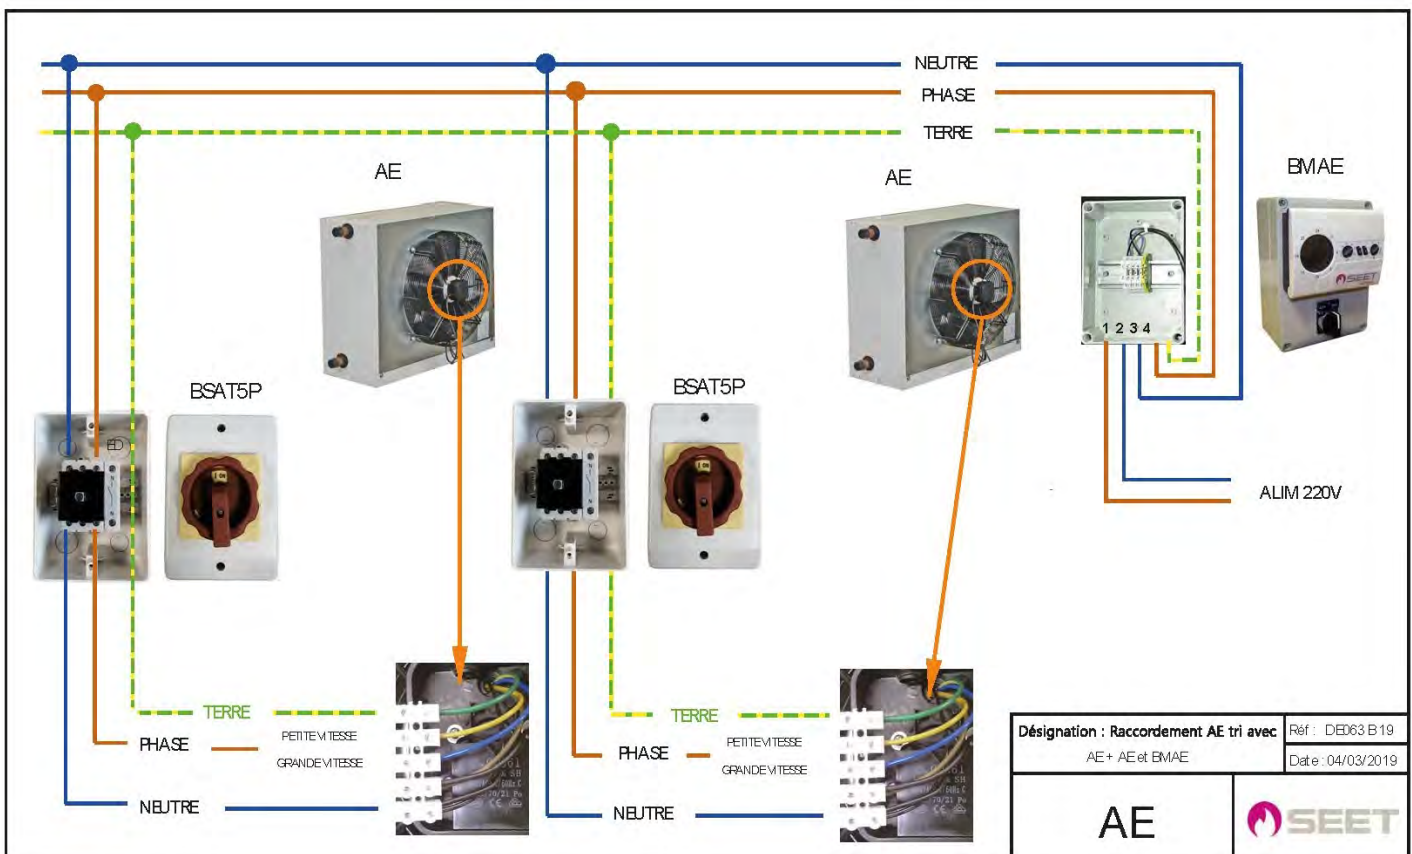 NEUTRE
PHASE
TERRE
AE
AE
BMAE
SEET
1 2 3 4
BSAT5P
BSAT5P
ALIM 220V
TERRE
PHASE
PETITE VITESSE
GRANDE VITESSE
NEUTRE
TERRE
PHASE
PETITE VITESSE
GRANDE VITESSE
NEUTRE
Désignation : Raccordement AE tri avec
AE + AE et BMAE
Réf : DE063 B 19
Date : 04/03/2019
AE
SEET